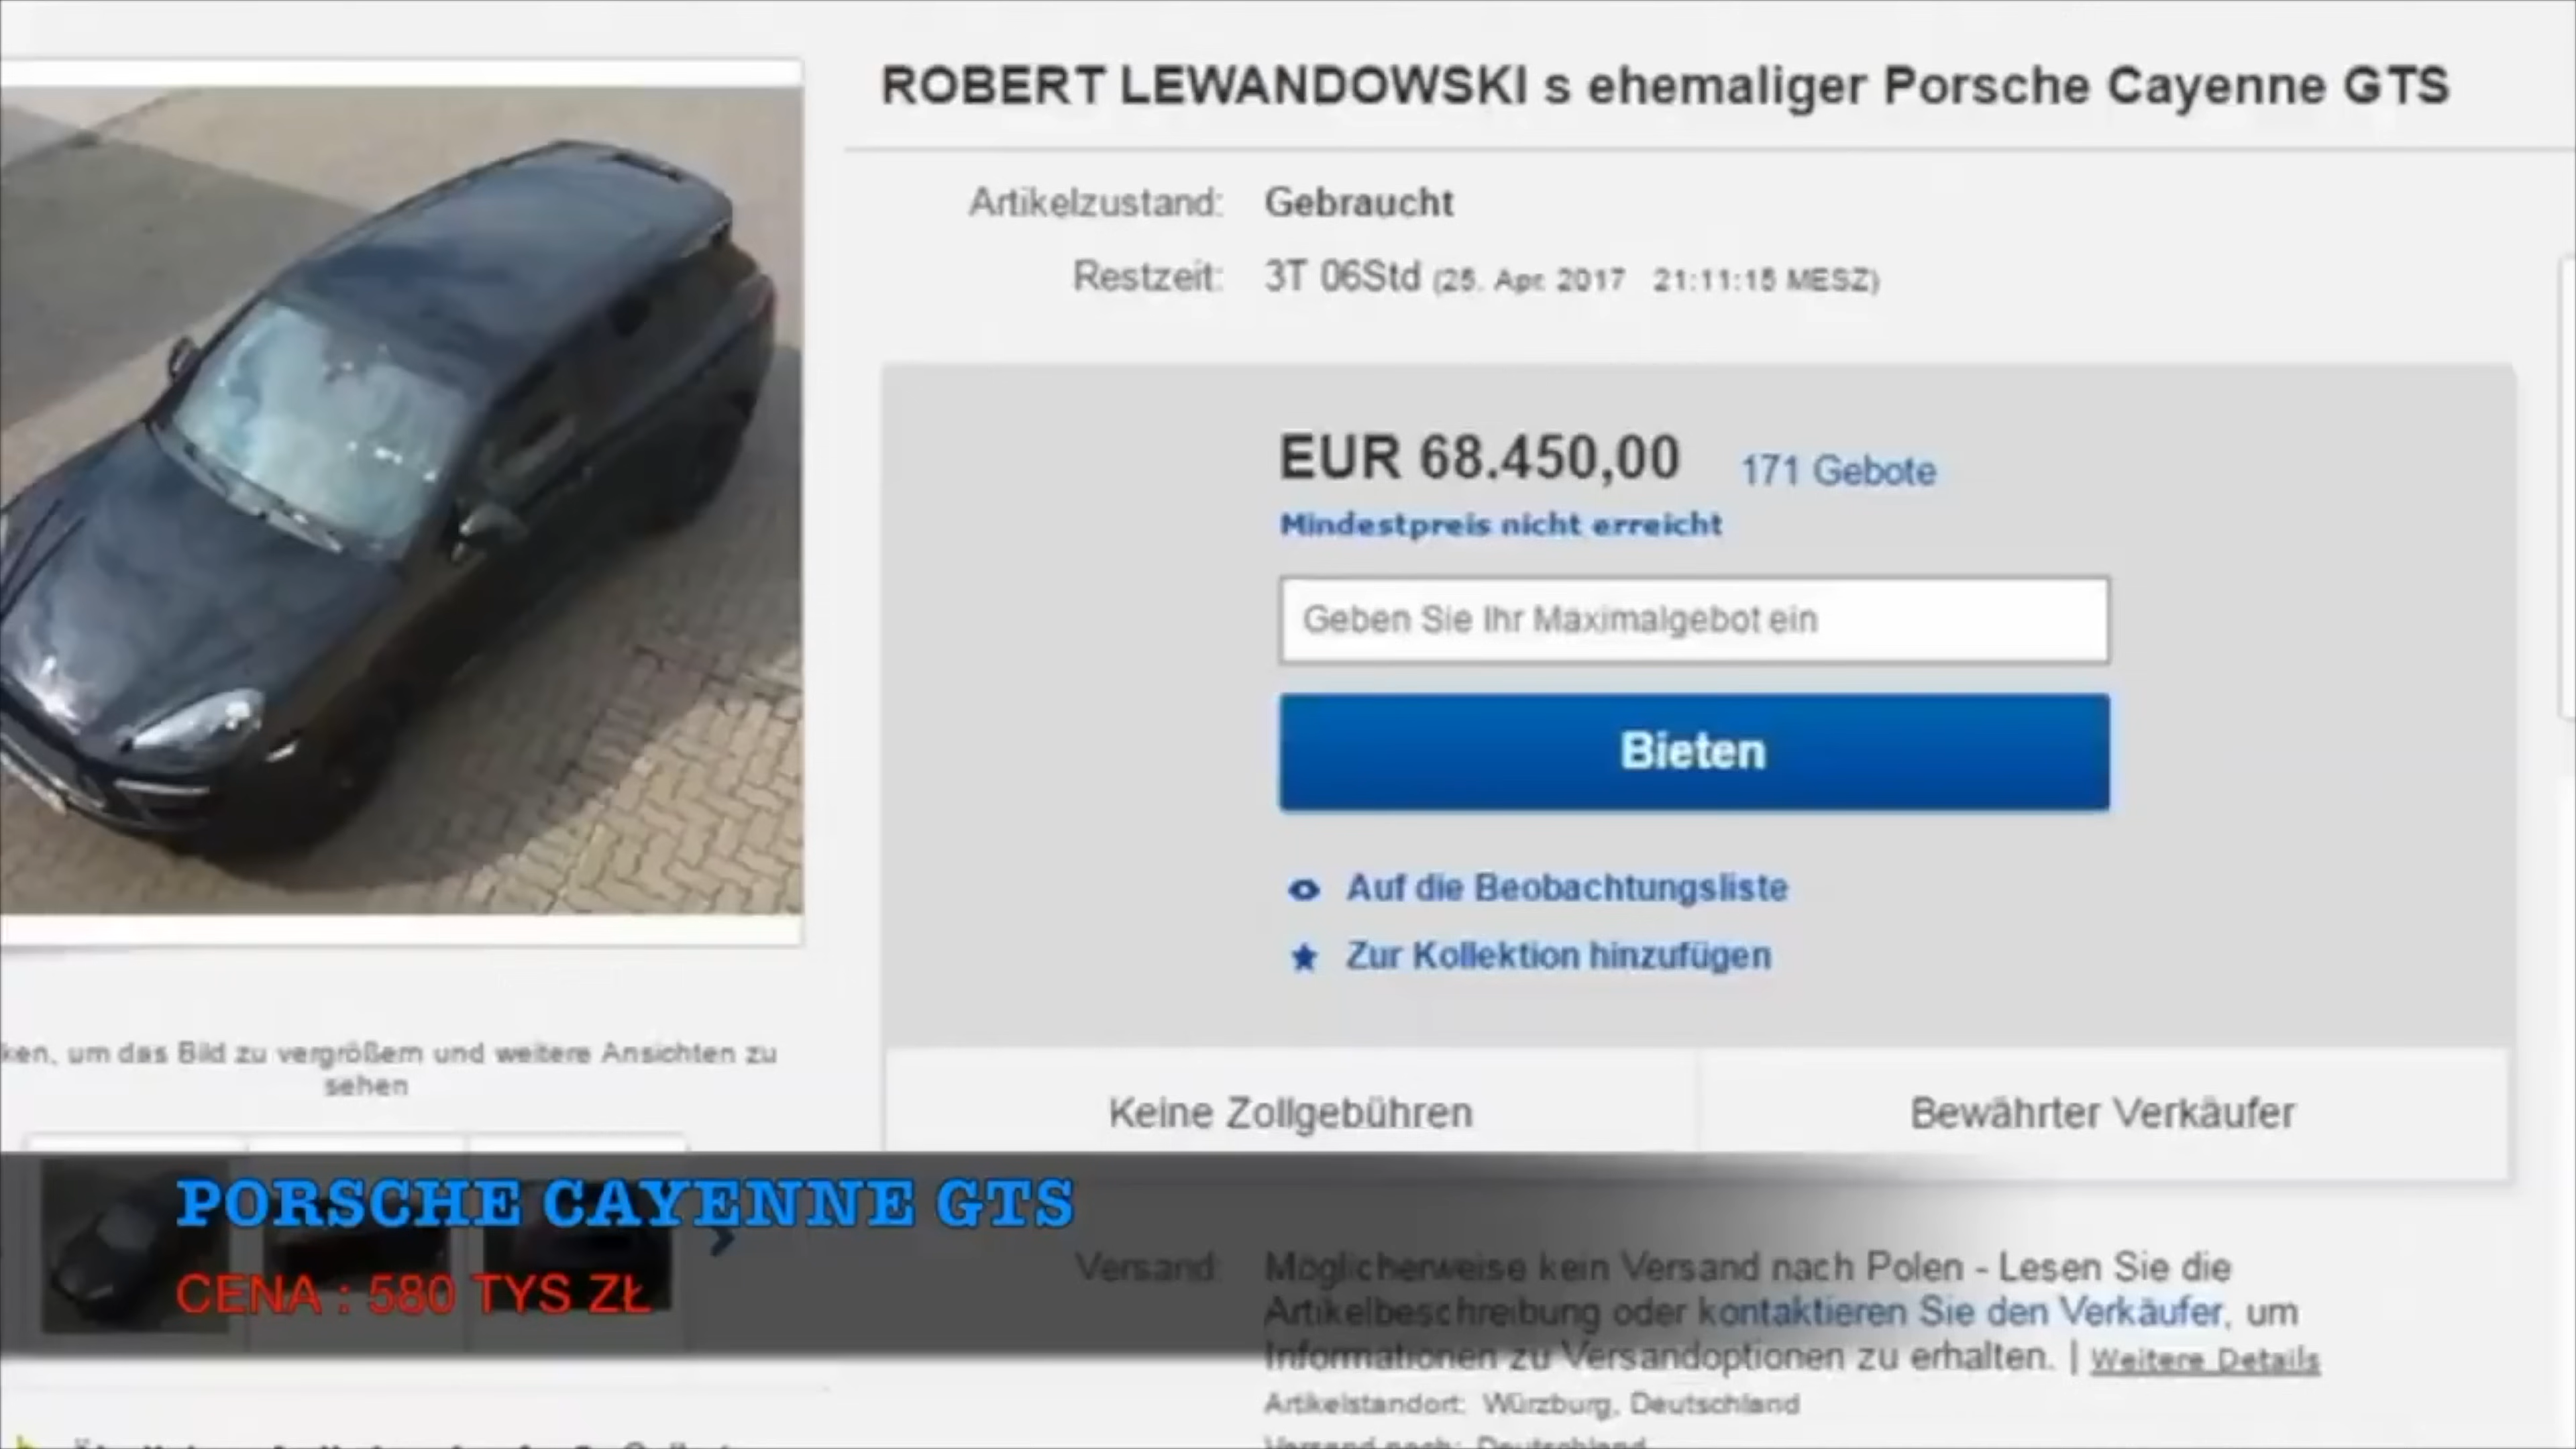 ROBERT LEWANDOWSKI s ehemaliger Porsche Cayenne GTS
Artikelzustand: Gebraucht
Restzeit: 3T 06Std (25. Apr. 2017 21:11:15 MESZ)
EUR 68.450,00 171 Gebote
Mindestpreis nicht erreicht
Geben Sie Ihr Maximalgebot ein
Bieten
Auf die Beobachtungsliste
Zur Kollektion hinzufügen
ken, um das Bild zu vergrößern und weitere Ansichten zu
sehen
Keine Zollgebühren Bewährter Verkäufer
PORSCHE CAYENNE GTS
CENA : 580 TYS ZŁ
Versand: Möglicherweise kein Versand nach Polen - Lesen Sie die
Artikelbeschreibung oder kontaktieren Sie den Verkäufer, um
Informationen zu Versandoptionen zu erhalten. | Weitere Details
Artikelstandort: Würzburg, Deutschland
Versand nach: Deutschland